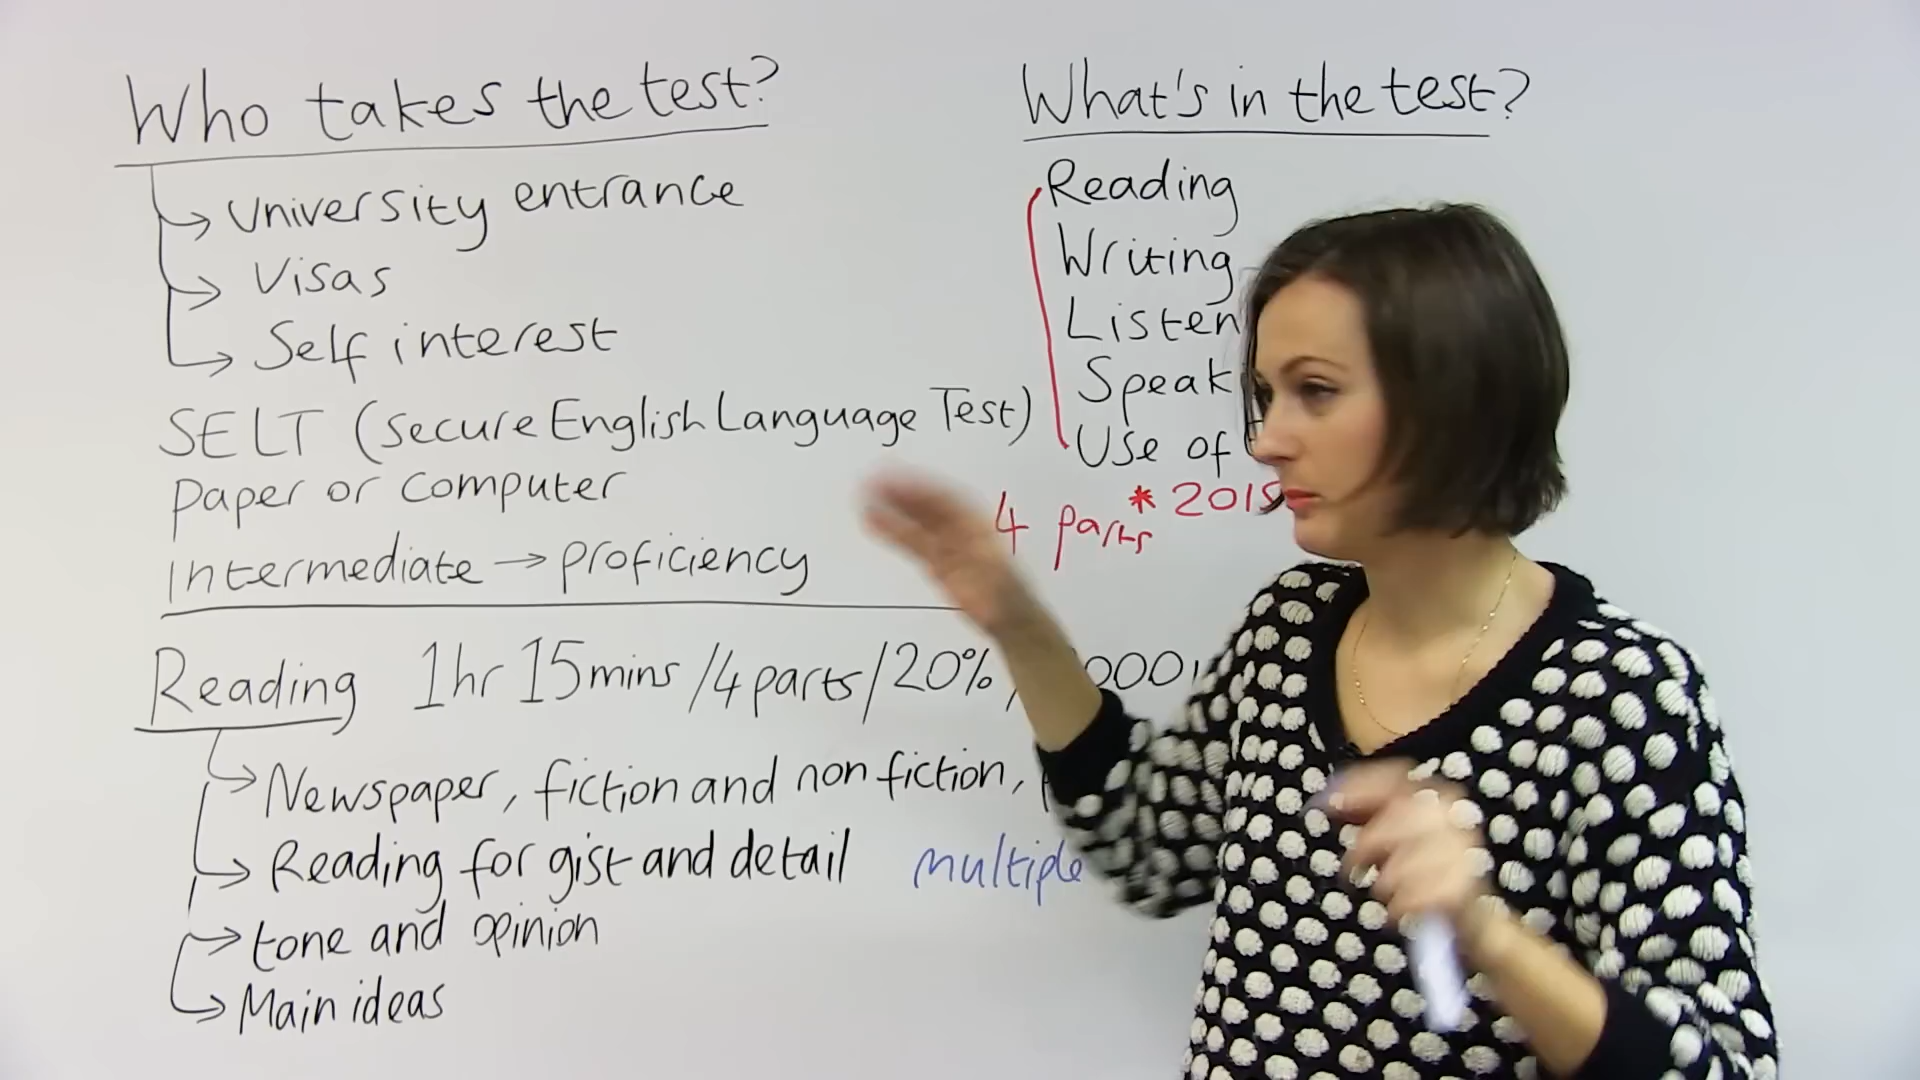 Who takes the test?
University entrance
Visas
Self interest
SELT (Secure English Language Test)
paper or computer
Intermediate → proficiency
What's in the test?
Reading
Writing
Listen
Speak
Use of
* 2015
4 parts
Reading 1hr 15mins /4 parts/20%/
Newspaper, fiction and non fiction,
Reading for gist and detail multiple
tone and opinion
Main ideas